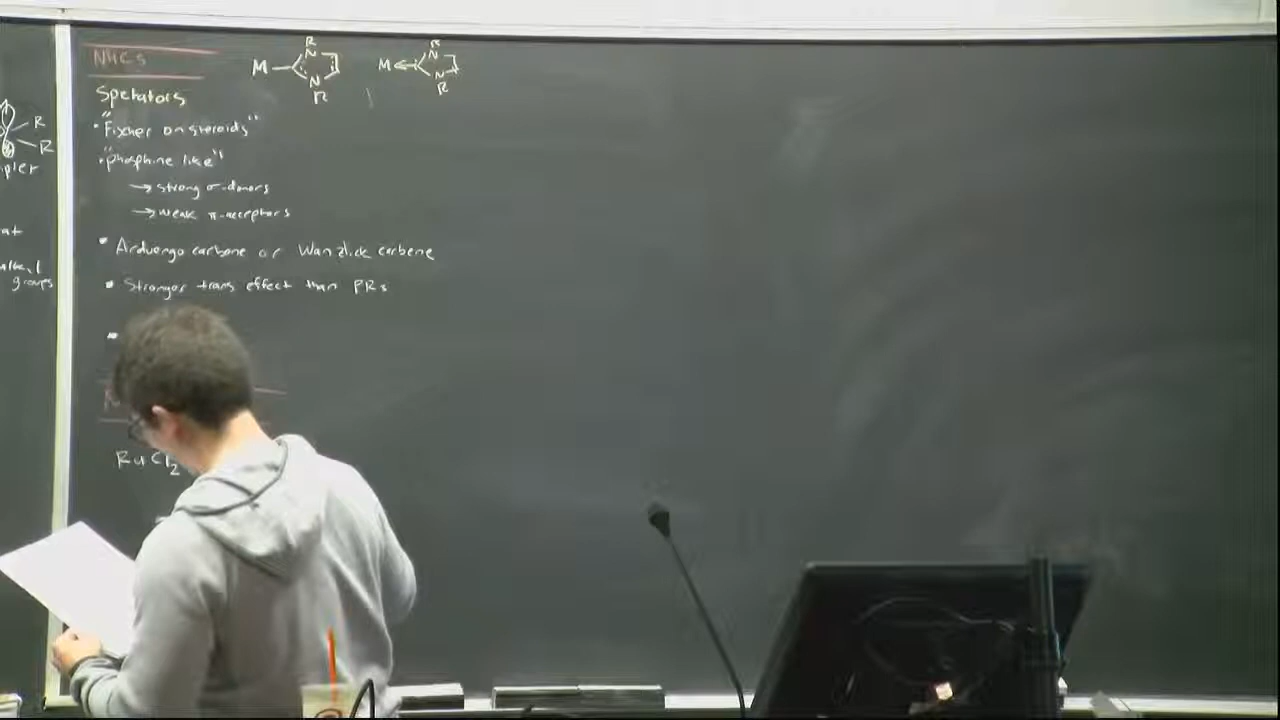 R
R
pler
at
groups
NHCs
Spectators
• "Fischer on steroids"
• "phosphine like"
→ strong σ-donors
→ weak π-acceptors
• Arduengo carbene or Wanzlick carbene
• Stronger trans effect than PR₃
RuCl₂
R
M N
N
R
R
M N
N
R